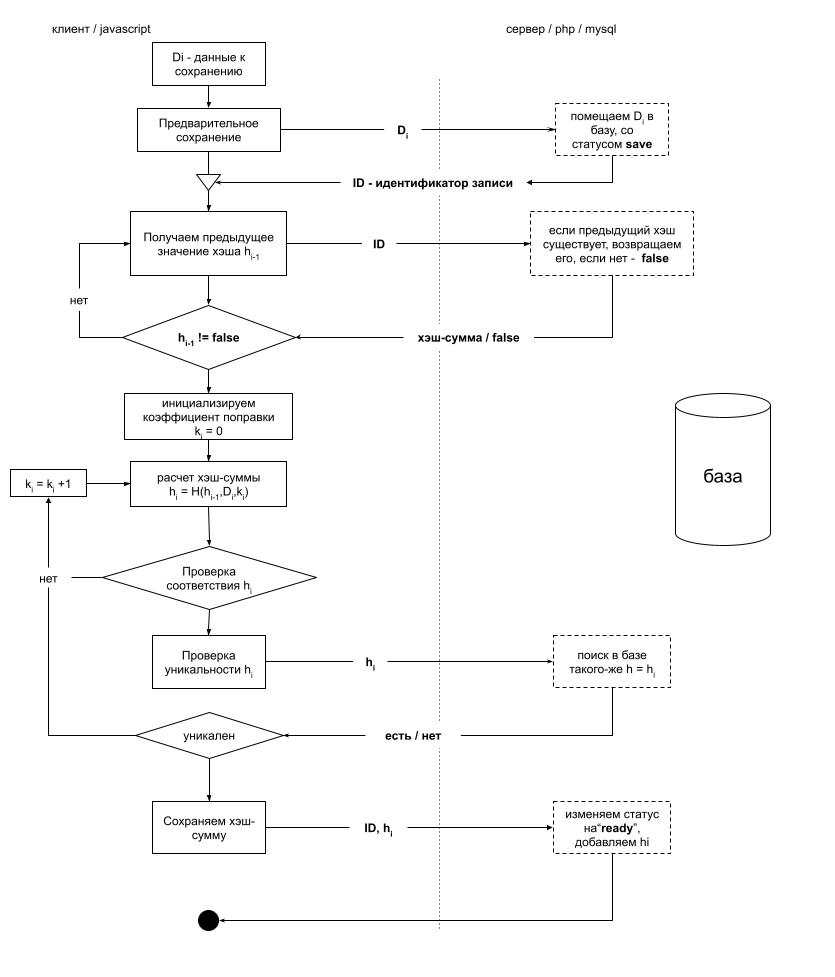 клиент / javascript
сервер / php / mysql
Di - данные к
сохранению
Предварительное
сохранение
D_i
помещаем D_i в
базу, со
статусом save
ID - идентификатор записи
Получаем предыдущее
значение хэша h_i-1
ID
если предыдущий хэш
существует, возвращаем
его, если нет - false
нет
h_i-1 != false
хэш-сумма / false
инициализируем
коэффициент поправки
k_i = 0
k_i = k_i +1
расчет хэш-суммы
h_i = H(h_i-1,D_i,k_i)
база
нет
Проверка
соответствия h_i
Проверка
уникальности h_i
h_i
поиск в базе
такого-же h = h_i
уникален
есть / нет
Сохраняем хэш-
сумму
ID, h_i
изменяем статус
на“ready”,
добавляем hi